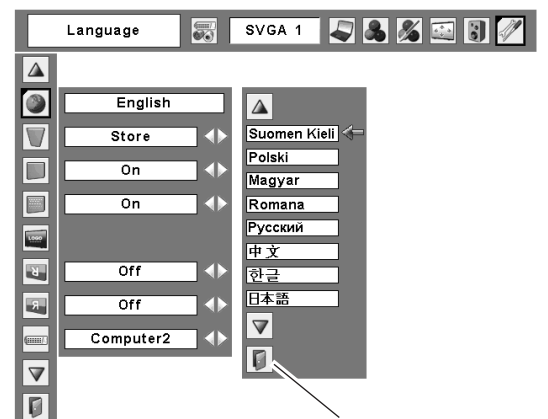 Language
SVGA 1
English
Store
On
On
LOGO
Off
Off
Computer2
Suomen Kieli
Polski
Magyar
Romana
Русский
中文
한글
日本語